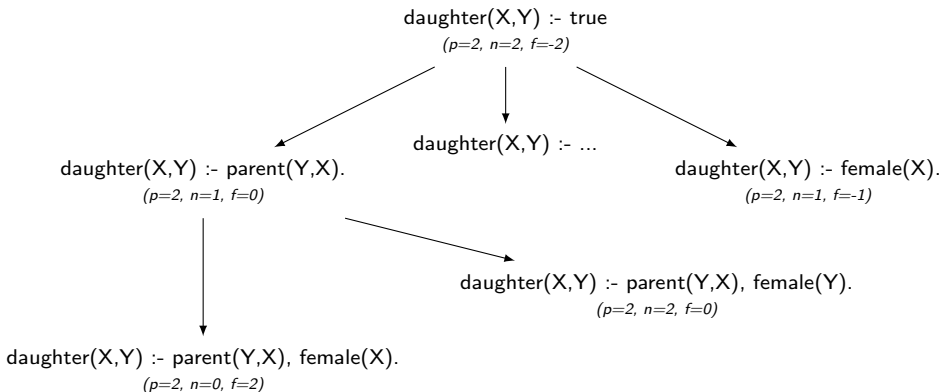 daughter(X,Y) :- true
(p=2, n=2, f=-2)
daughter(X,Y) :- ...
daughter(X,Y) :- parent(Y,X).
(p=2, n=1, f=0)
daughter(X,Y) :- female(X).
(p=2, n=1, f=-1)
daughter(X,Y) :- parent(Y,X), female(Y).
(p=2, n=2, f=0)
daughter(X,Y) :- parent(Y,X), female(X).
(p=2, n=0, f=2)